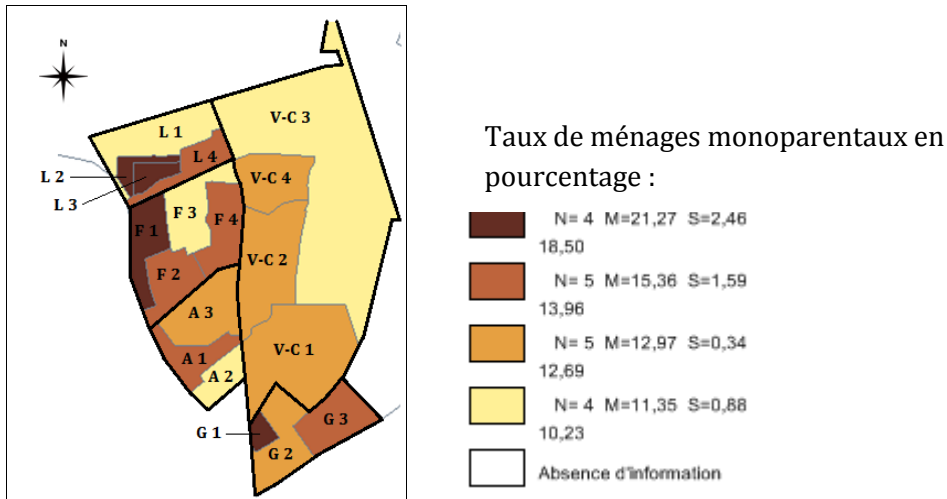 N
V-C 3
L 1
L 4
L 2
L 3
V-C 4
F 1
F 3
F 4
F 2
V-C 2
A 3
V-C 1
A 1
A 2
G 1
G 3
G 2
Taux de ménages monoparentaux en
pourcentage :
N= 4 M=21,27 S=2,46
18,50
N= 5 M=15,36 S=1,59
13,96
N= 5 M=12,97 S=0,34
12,69
N= 4 M=11,35 S=0,88
10,23
Absence d'information